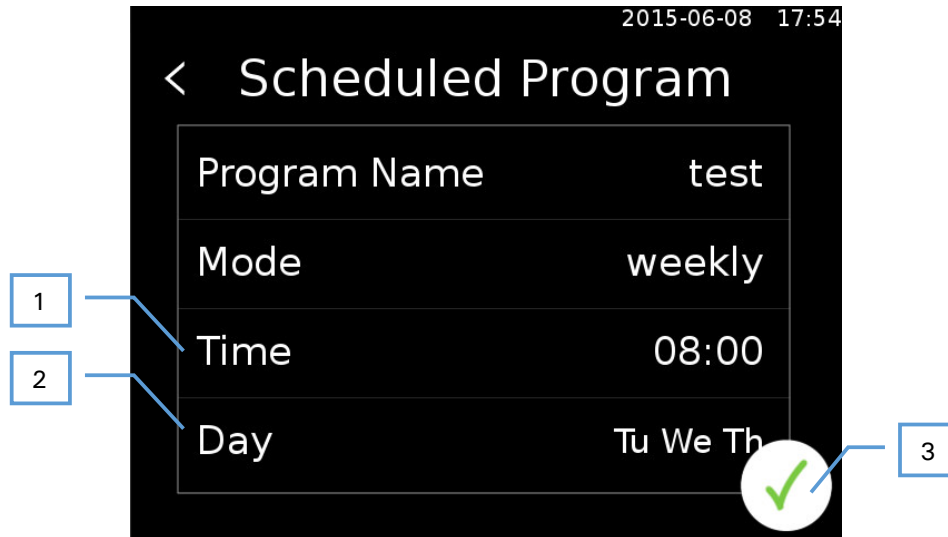 2015-06-08 17:54
< Scheduled Program
Program Name test
Mode weekly
1
Time 08:00
2
Day Tu We Th
3